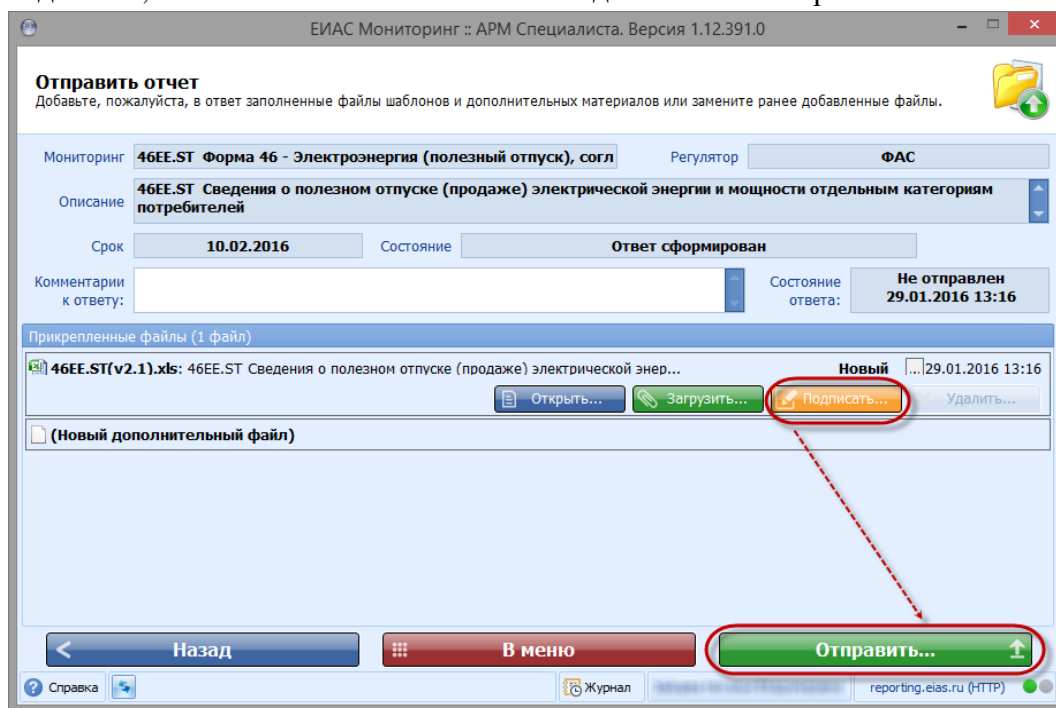 ЕИАС Мониторинг :: АРМ Специалиста. Версия 1.12.391.0
Отправить отчет
Добавьте, пожалуйста, в ответ заполненные файлы шаблонов и дополнительных материалов или замените ранее добавленные файлы.
Мониторинг 46EE.ST Форма 46 - Электроэнергия (полезный отпуск), согл Регулятор ФАС
Описание 46EE.ST Сведения о полезном отпуске (продаже) электрической энергии и мощности отдельным категориям
потребителей
Срок 10.02.2016 Состояние Ответ сформирован
Комментарии к ответу: Состояние ответа: Не отправлен 29.01.2016 13:16
Прикрепленные файлы (1 файл)
46EE.ST(v2.1).xls: 46EE.ST Сведения о полезном отпуске (продаже) электрической энер... Новый ... 29.01.2016 13:16
Открыть... Загрузить... Подписать... Удалить...
(Новый дополнительный файл)
< Назад В меню Отправить...
? Справка Журнал reporting.eias.ru (HTTP)